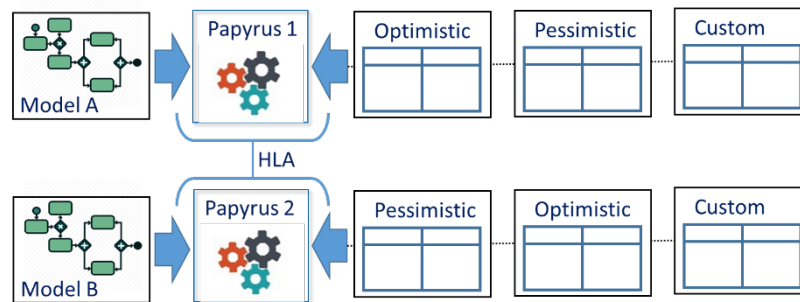 Papyrus 1
Optimistic
Pessimistic
Custom
Model A
HLA
Papyrus 2
Pessimistic
Optimistic
Custom
Model B